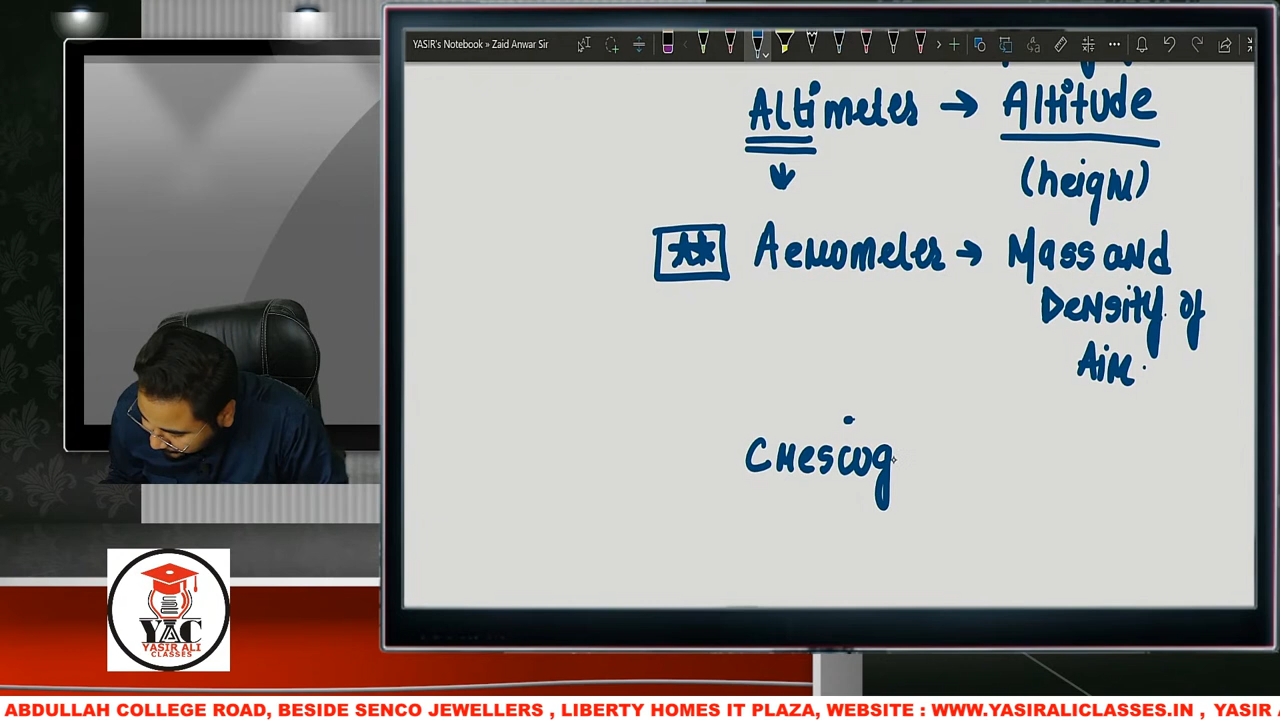 YASIR's Notebook » Zaid Anwar Sir
Altimeter → Altitude
(height)
** Aerometer → Mass and
Density of
Air.
Crescog
YAC
YASIR ALI
CLASSES
ABDULLAH COLLEGE ROAD, BESIDE SENCO JEWELLERS , LIBERTY HOMES IT PLAZA, WEBSITE : WWW.YASIRALICLASSES.IN , YASIR A